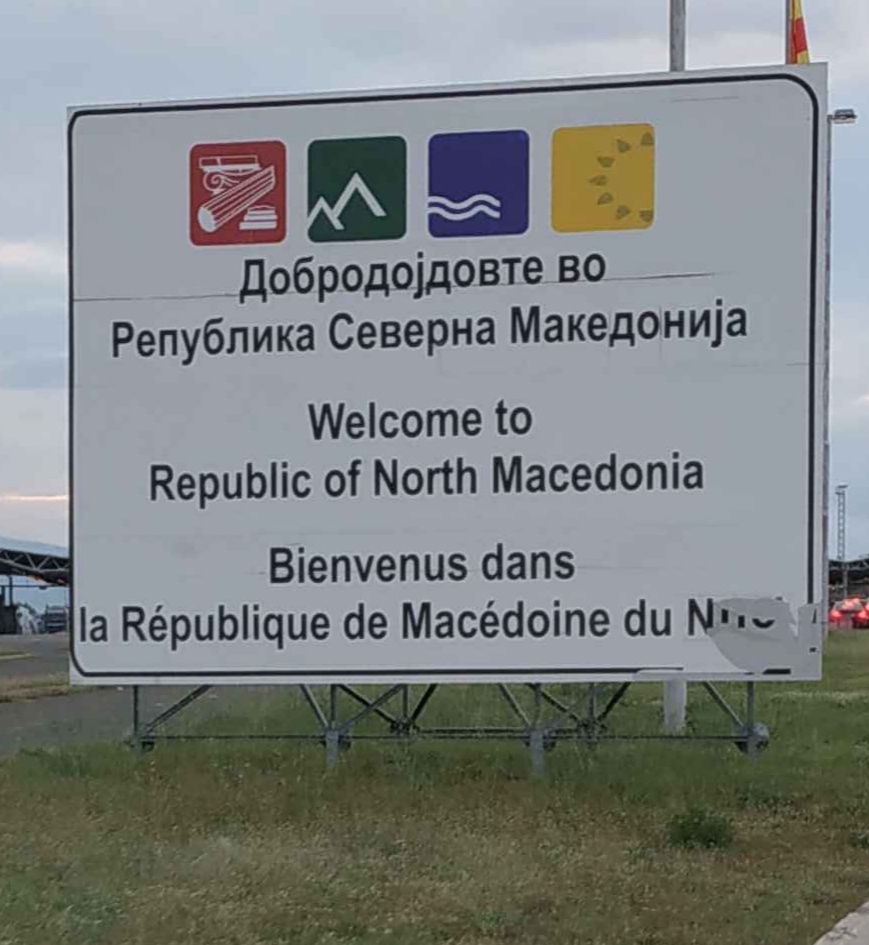 Добродојдовте во
Република Северна Македонија
Welcome to
Republic of North Macedonia
Bienvenus dans
la République de Macédoine du